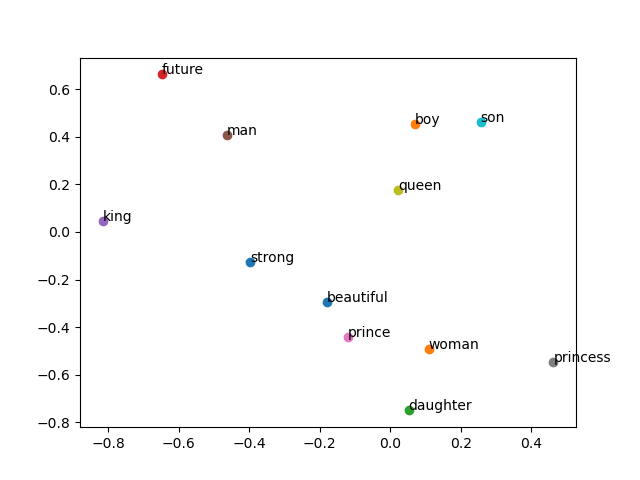 future
man
boy
son
queen
king
strong
beautiful
prince
woman
princess
daughter
0.6
0.4
0.2
0.0
−0.2
−0.4
−0.6
−0.8
−0.8 −0.6 −0.4 −0.2 0.0 0.2 0.4